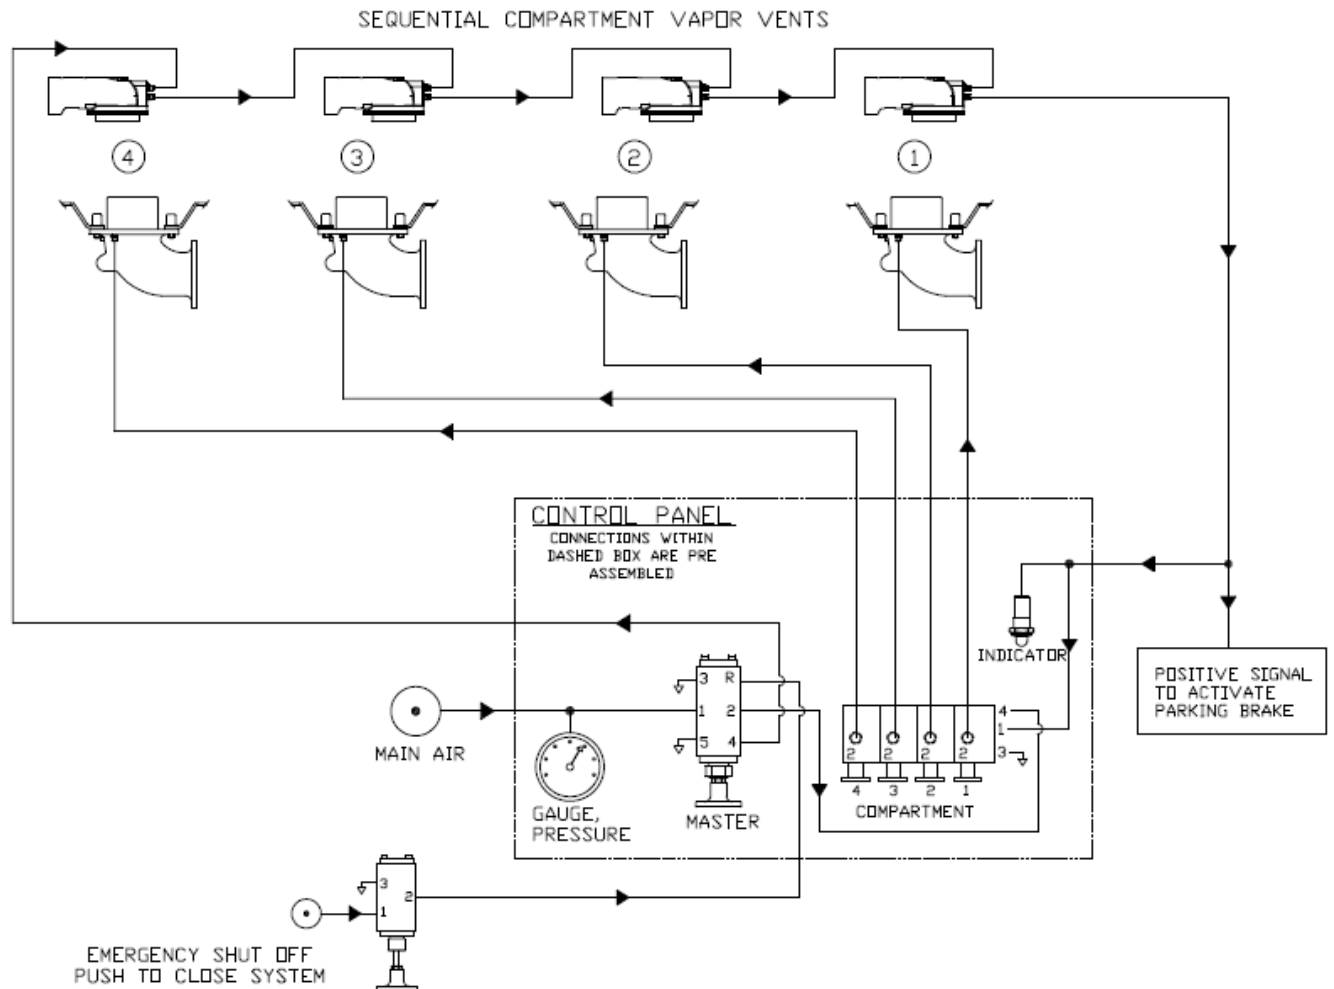 SEQUENTIAL COMPARTMENT VAPOR VENTS
4
3
2
1
CONTROL PANEL
CONNECTIONS WITHIN
DASHED BOX ARE PRE
ASSEMBLED
INDICATOR
POSITIVE SIGNAL
TO ACTIVATE
PARKING BRAKE
MAIN AIR
GAUGE,
PRESSURE
3 R
1 2
5 4
MASTER
4
1
3
2 2 2 2
4 3 2 1
COMPARTMENT
3
2
1
EMERGENCY SHUT OFF
PUSH TO CLOSE SYSTEM